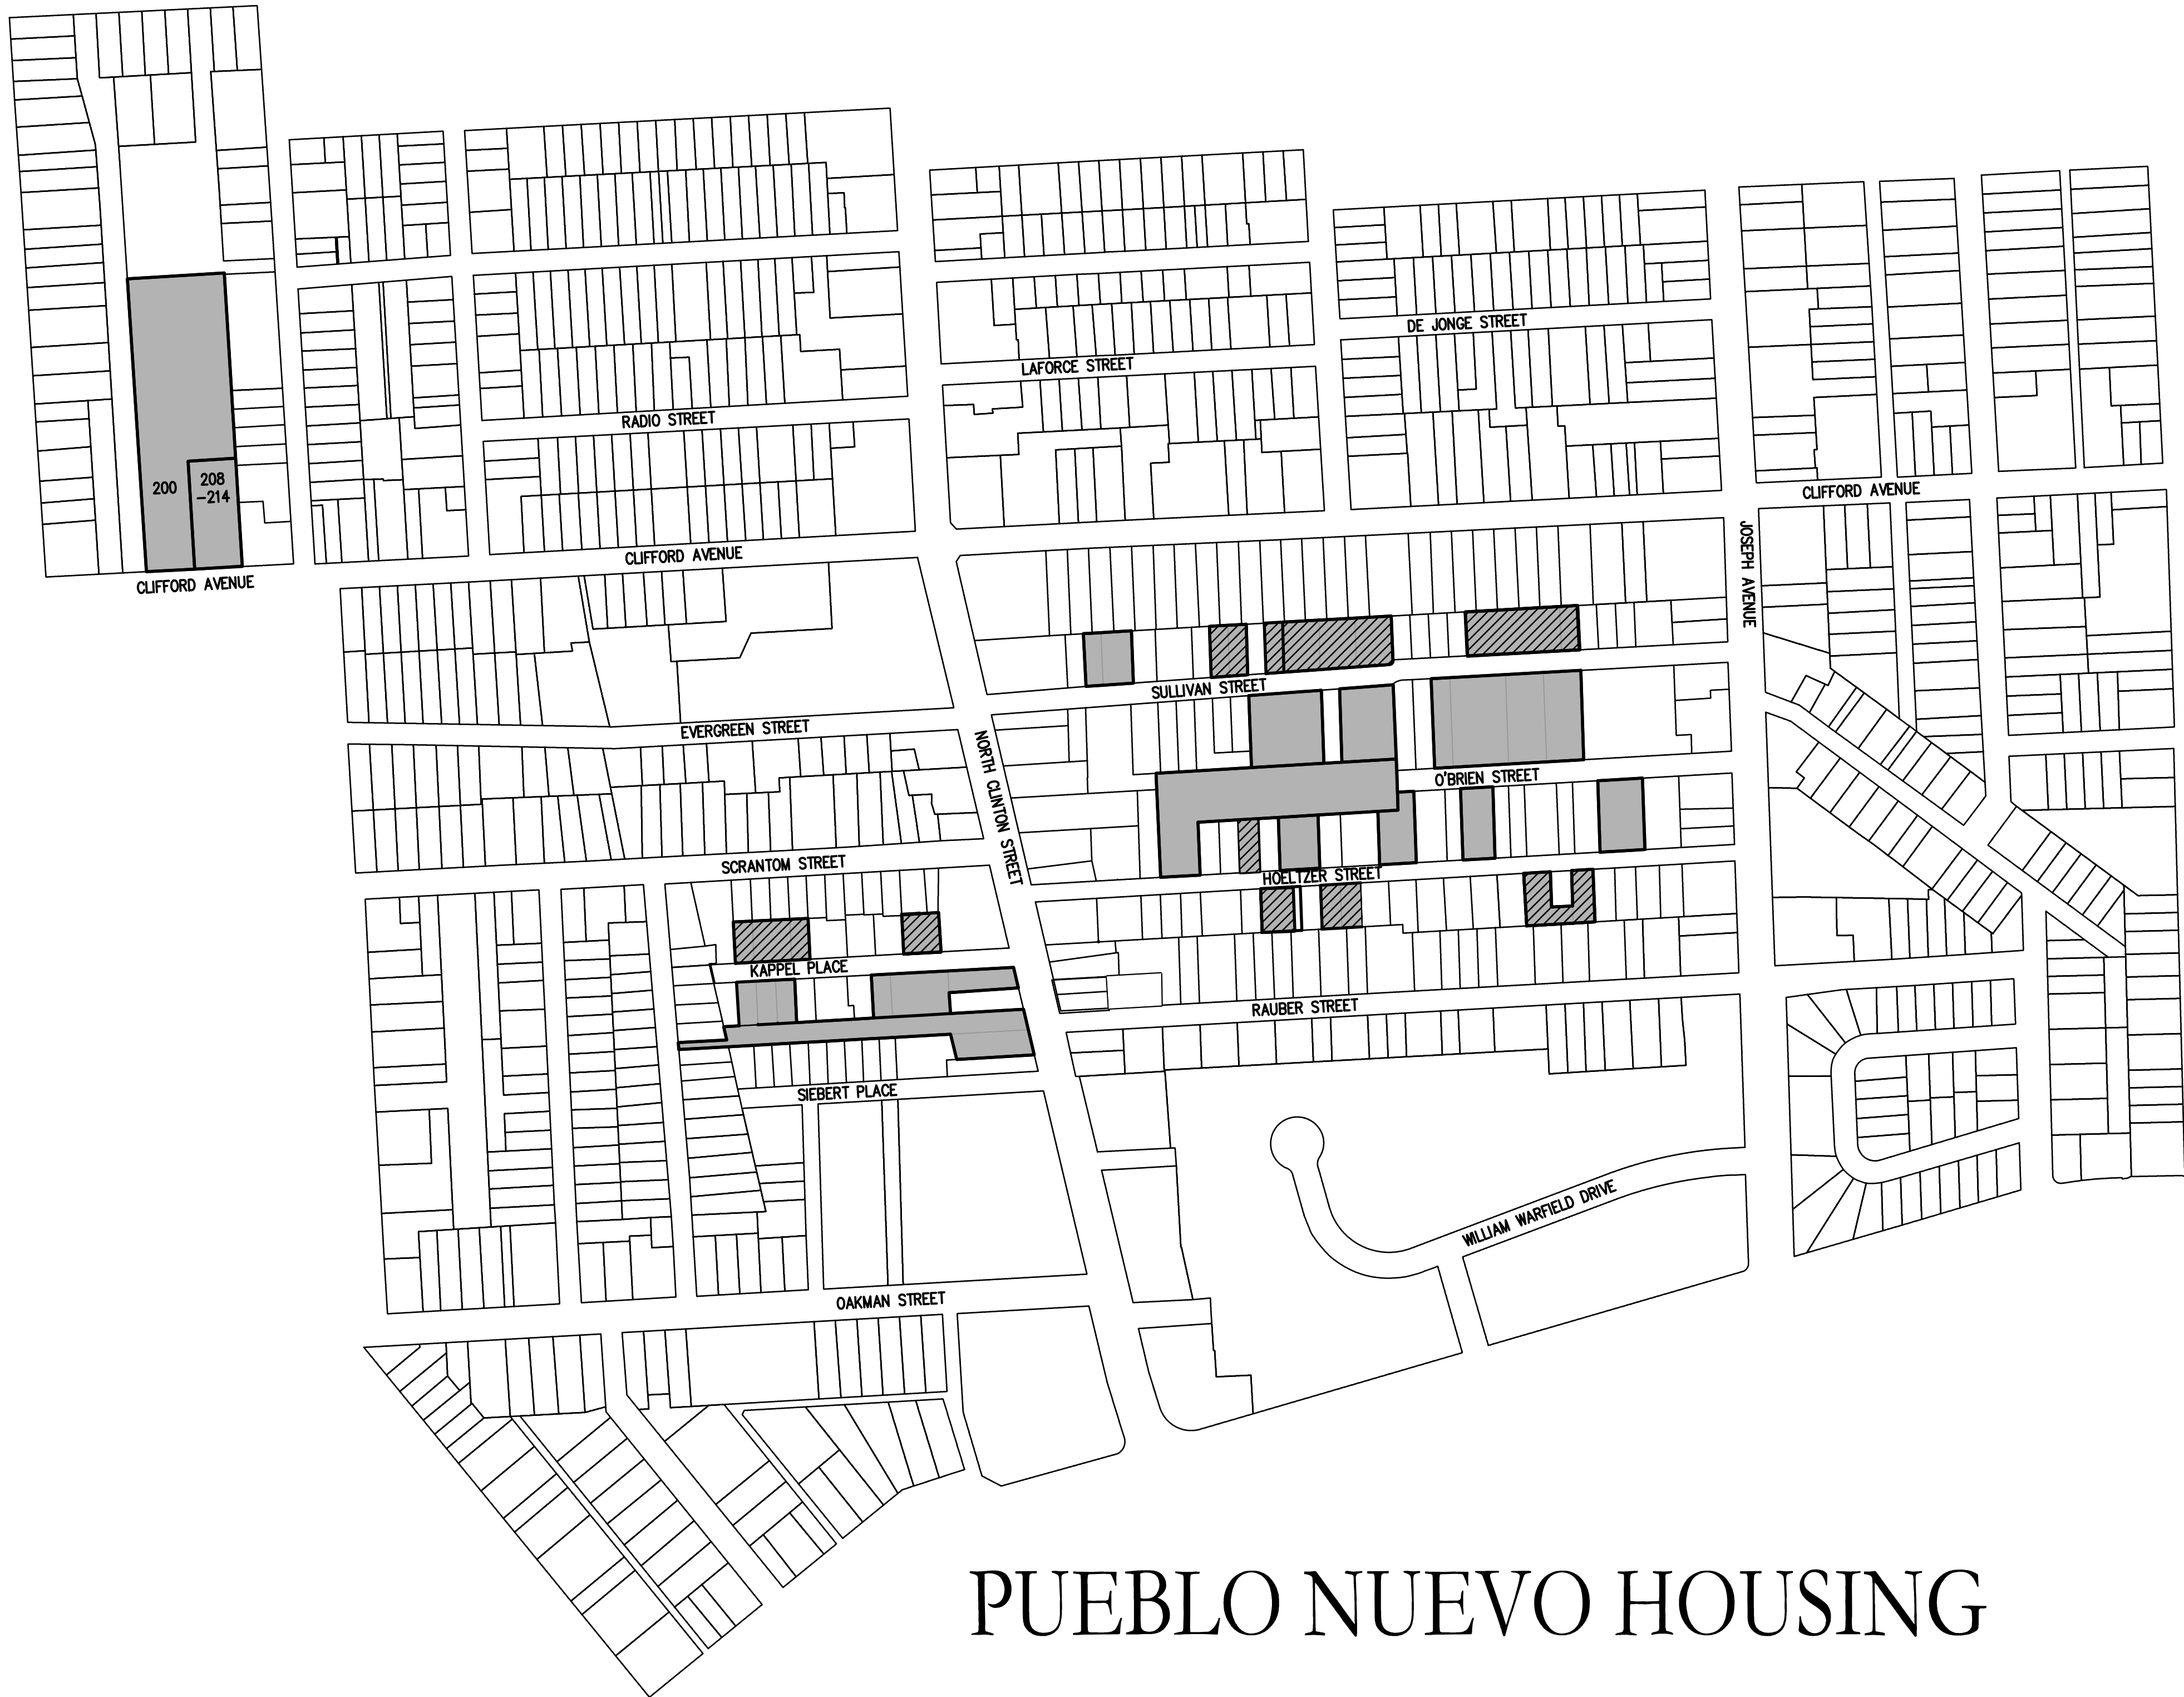 DE JONGE STREET
LAFORCE STREET
RADIO STREET
200
208
-214
CLIFFORD AVENUE
CLIFFORD AVENUE
CLIFFORD AVENUE
JOSEPH AVENUE
SULLIVAN STREET
EVERGREEN STREET
NORTH CLINTON STREET
O'BRIEN STREET
SCRANTOM STREET
HOELTZER STREET
KAPPEL PLACE
RAUBER STREET
SIEBERT PLACE
WILLIAM WARFIELD DRIVE
OAKMAN STREET
PUEBLO NUEVO HOUSING